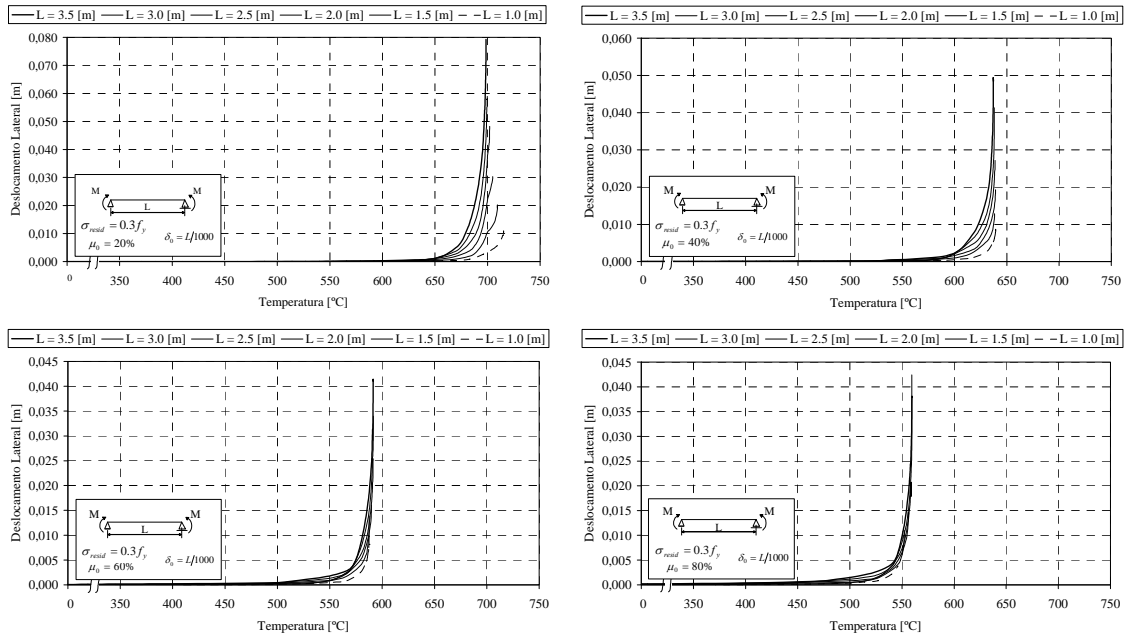 L = 3.5 [m] L = 3.0 [m] L = 2.5 [m] L = 2.0 [m] L = 1.5 [m] L = 1.0 [m]
0,080
0,070
0,060
0,050
0,040
0,030
0,020
0,010
0,000
Deslocamento Lateral [m]
M M
L
σresid = 0.3fy
μ0 = 20% δ0 = L/1000
0 350 400 450 500 550 600 650 700 750
Temperatura [ºC]
L = 3.5 [m] L = 3.0 [m] L = 2.5 [m] L = 2.0 [m] L = 1.5 [m] L = 1.0 [m]
0,060
0,050
0,040
0,030
0,020
0,010
0,000
Deslocamento Lateral [m]
M M
L
σresid = 0.3fy
μ0 = 40% δ0 = L/1000
0 350 400 450 500 550 600 650 700 750
Temperatura [ºC]
L = 3.5 [m] L = 3.0 [m] L = 2.5 [m] L = 2.0 [m] L = 1.5 [m] L = 1.0 [m]
0,045
0,040
0,035
0,030
0,025
0,020
0,015
0,010
0,005
0,000
Deslocamento Lateral [m]
M M
L
σresid = 0.3fy
μ0 = 60% δ0 = L/1000
0 350 400 450 500 550 600 650 700 750
Temperatura [ºC]
L = 3.5 [m] L = 3.0 [m] L = 2.5 [m] L = 2.0 [m] L = 1.5 [m] L = 1.0 [m]
0,045
0,040
0,035
0,030
0,025
0,020
0,015
0,010
0,005
0,000
Deslocamento Lateral [m]
M M
L
σresid = 0.3fy
μ0 = 80% δ0 = L/1000
0 350 400 450 500 550 600 650 700 750
Temperatura [ºC]